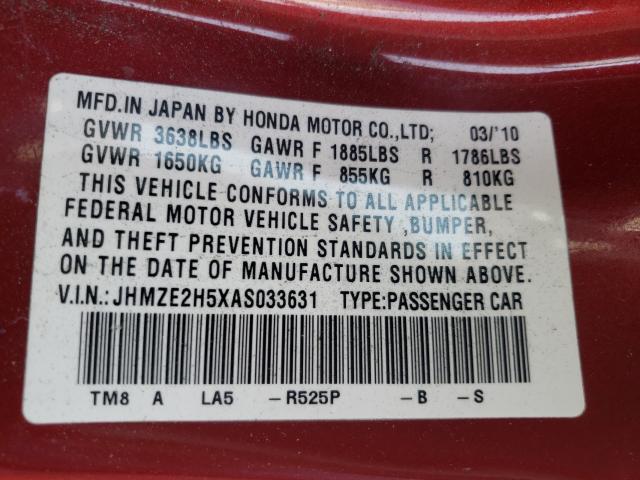 MFD.IN JAPAN BY HONDA MOTOR CO.,LTD; 03/'10
GVWR 3638LBS GAWR F 1885LBS R 1786LBS
GVWR 1650KG GAWR F 855KG R 810KG
THIS VEHICLE CONFORMS TO ALL APPLICABLE
FEDERAL MOTOR VEHICLE SAFETY ,BUMPER,
AND THEFT PREVENTION STANDARDS IN EFFECT
ON THE DATE OF MANUFACTURE SHOWN ABOVE.
V.I.N.:JHMZE2H5XAS033631 TYPE:PASSENGER CAR
TM8 A LA5 -R525P -B -S